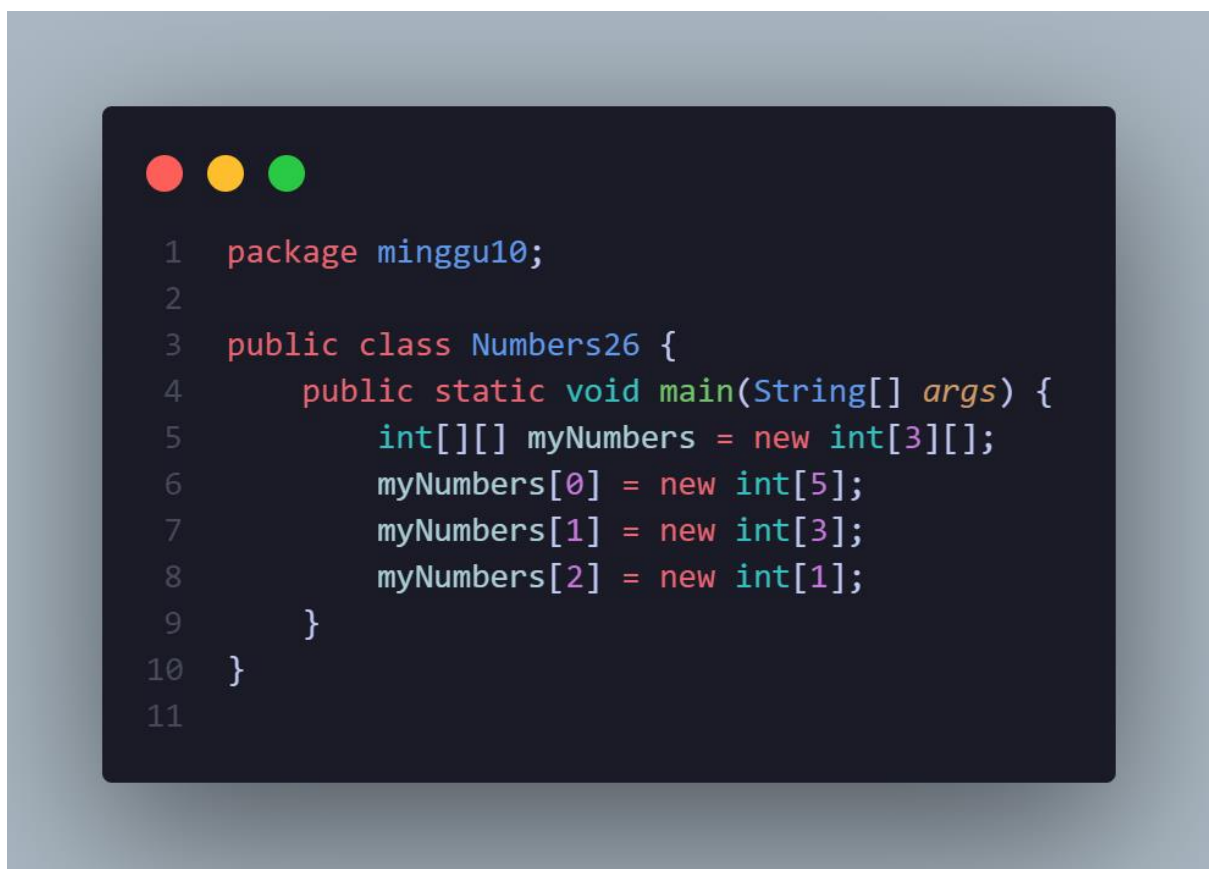 1 package minggu10;
2
3 public class Numbers26 {
4     public static void main(String[] args) {
5         int[][] myNumbers = new int[3][];
6         myNumbers[0] = new int[5];
7         myNumbers[1] = new int[3];
8         myNumbers[2] = new int[1];
9     }
10 }
11